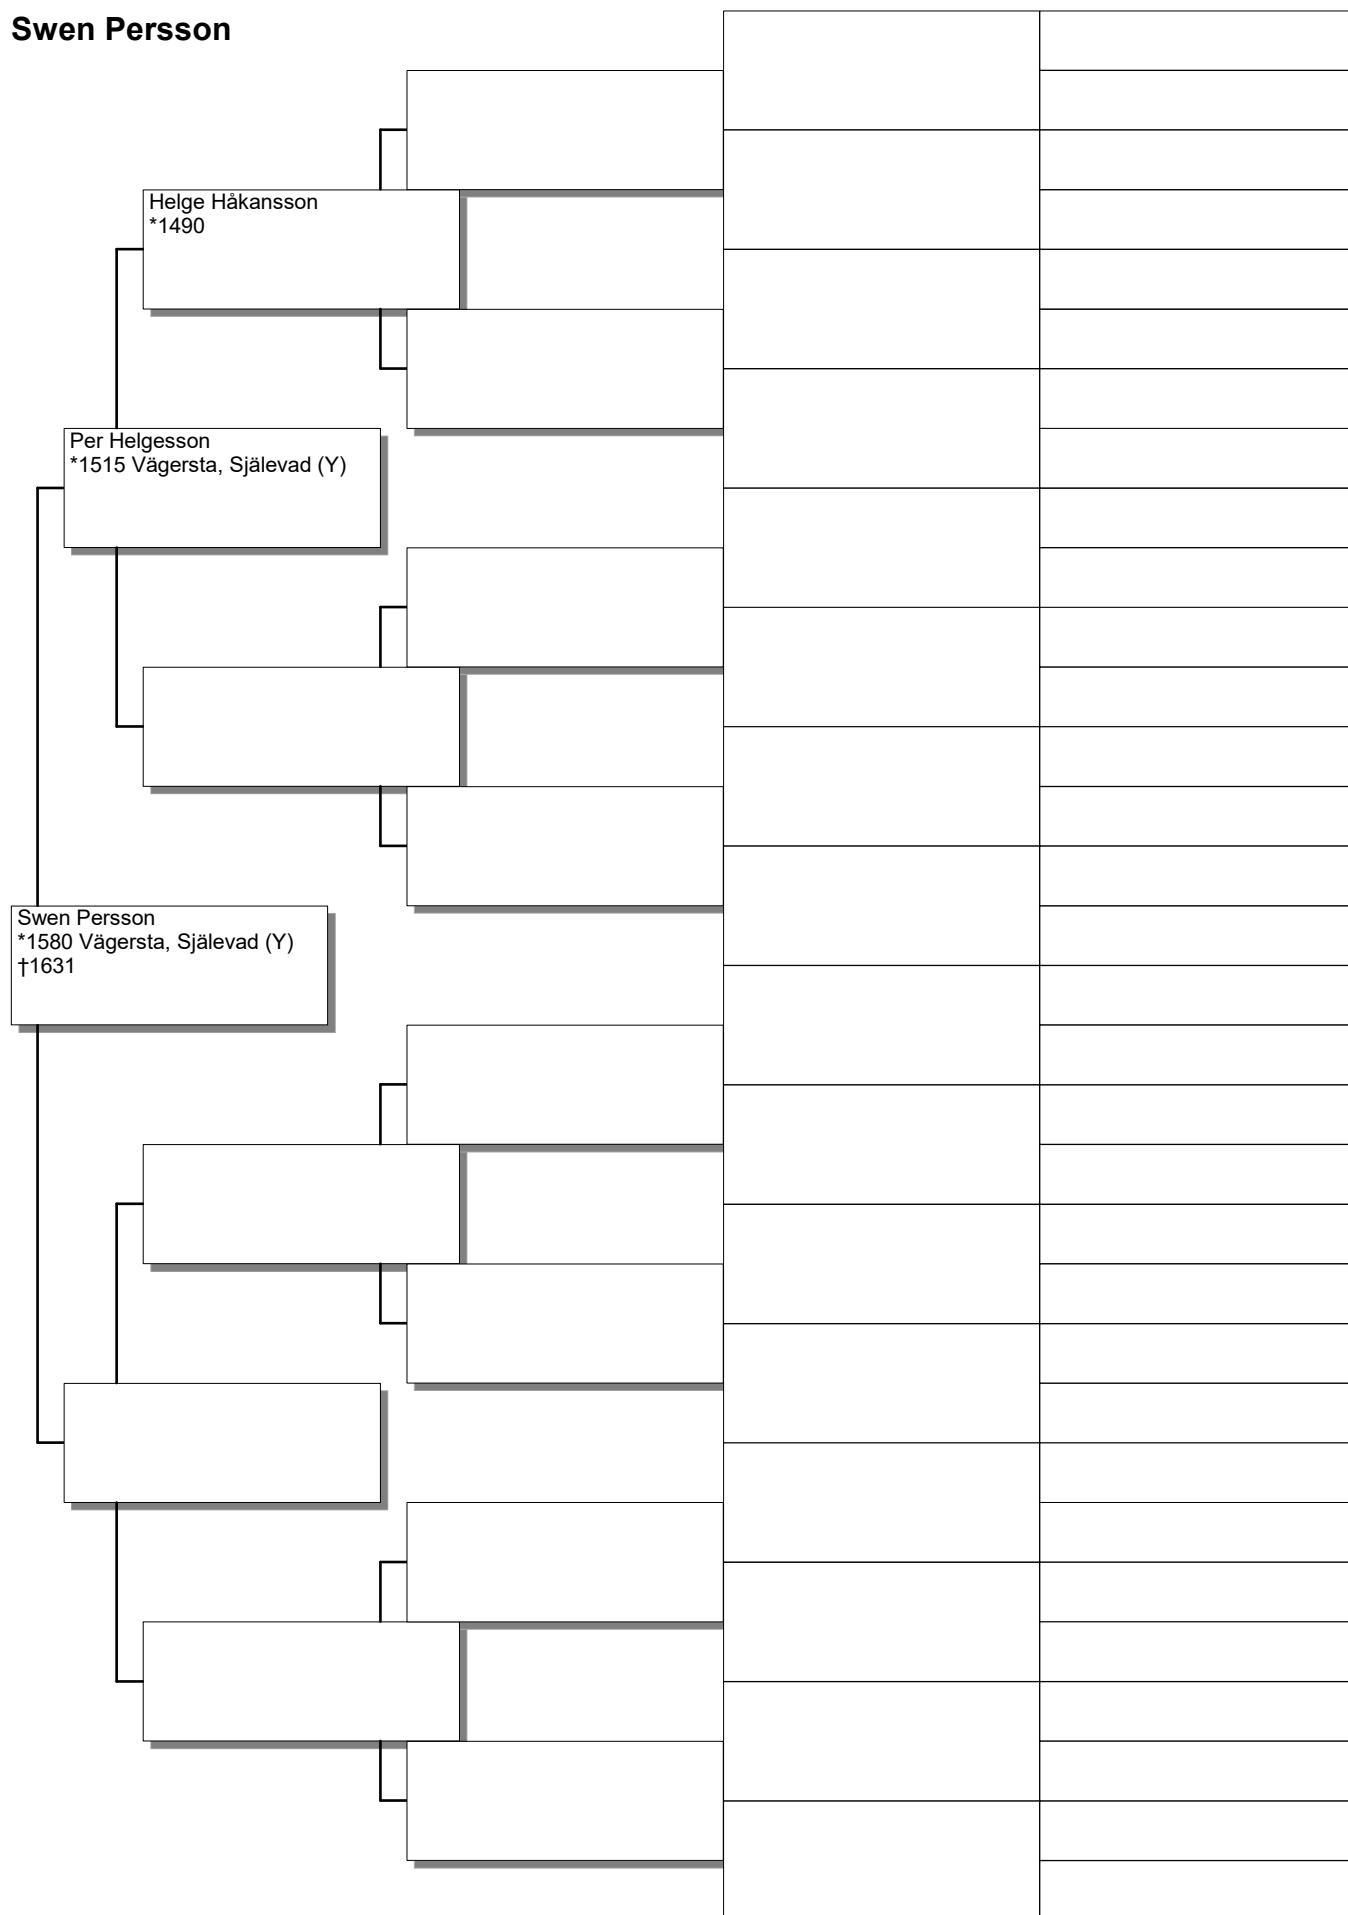 Swen Persson
Helge Håkansson
*1490
Per Helgesson
*1515 Vägersta, Själevad (Y)
Swen Persson
*1580 Vägersta, Själevad (Y)
†1631